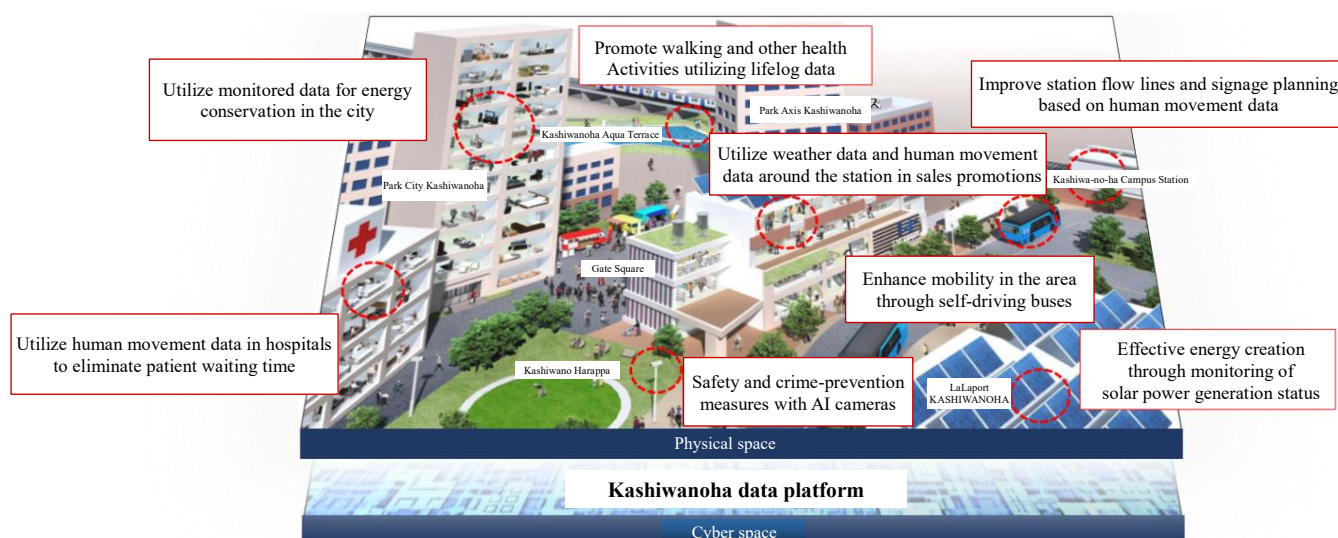 Promote walking and other health
Activities utilizing lifelog data
Utilize monitored data for energy
conservation in the city
Improve station flow lines and signage planning
based on human movement data
Park Axis Kashiwanoha
Kashiwanoha Aqua Terrace
Utilize weather data and human movement
data around the station in sales promotions
Park City Kashiwanoha
Kashiwa-no-ha Campus Station
Gate Square
Enhance mobility in the area
through self-driving buses
Utilize human movement data in hospitals
to eliminate patient waiting time
Kashiwano Harappa
Safety and crime-prevention
measures with AI cameras
LaLaport
KASHIWANOHA
Effective energy creation
through monitoring of
solar power generation status
Physical space
Kashiwanoha data platform
Cyber space